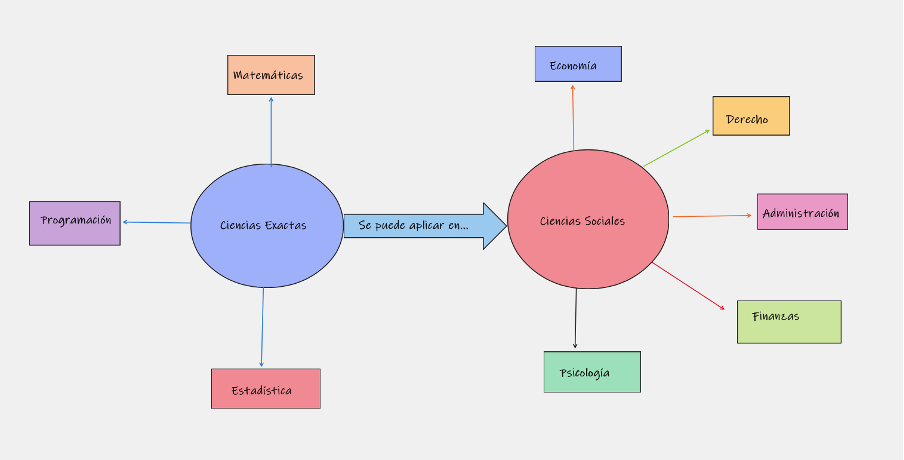 Matemáticas
Programación
Ciencias Exactas
Estadística
Se puede aplicar en...
Economía
Derecho
Ciencias Sociales
Administración
Finanzas
Psicología